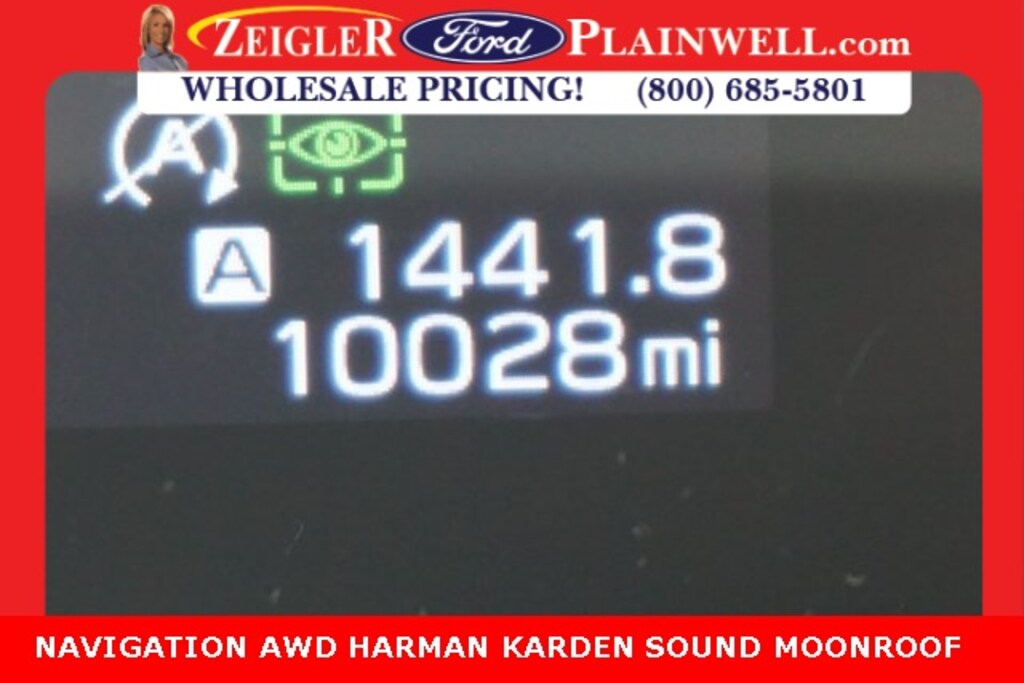 ZEIGLER Ford PLAINWELL.com
WHOLESALE PRICING! (800) 685-5801
A
A 1441.8
10028 mi
NAVIGATION AWD HARMAN KARDEN SOUND MOONROOF